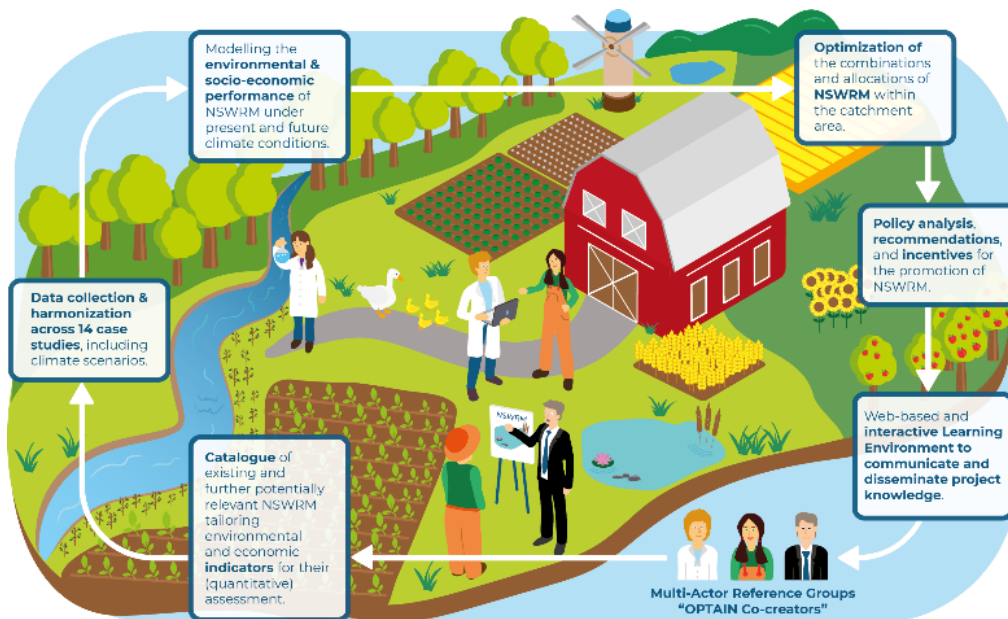 Modelling the
environmental &
socio-economic
performance of
NSWRM under
present and future
climate conditions.
Optimization of
the combinations
and allocations of
NSWRM within
the catchment
area.
Policy analysis,
recommendations,
and incentives for
the promotion of
NSWRM.
Web-based and
interactive Learning
Environment to
communicate and
disseminate project
knowledge.
Multi-Actor Reference Groups
"OPTAIN Co-creators"
Catalogue of
existing and
further potentially
relevant NSWRM
tailoring
environmental
and economic
indicators for their
(quantitative)
assessment.
Data collection &
harmonization
across 14 case
studies, including
climate scenarios.
NSWRM